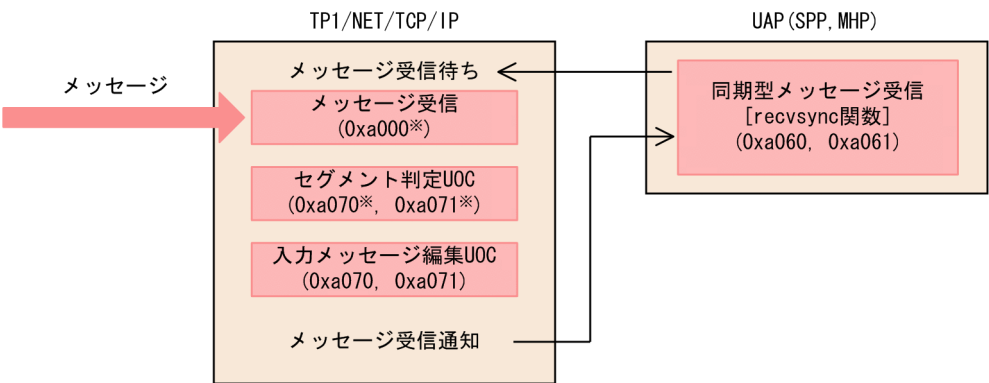 TP1/NET/TCP/IP
UAP(SPP,MHP)
メッセージ
メッセージ受信待ち
メッセージ受信
(0xa000※)
セグメント判定UOC
(0xa070※, 0xa071※)
入力メッセージ編集UOC
(0xa070, 0xa071)
メッセージ受信通知
同期型メッセージ受信
[recvsync関数]
(0xa060, 0xa061)